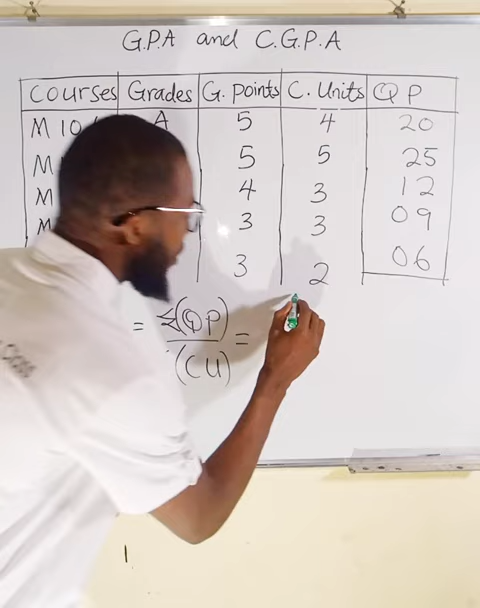 G.P.A and C.G.P.A
Courses Grades G. Points C. Units QP
M 10 A 5 4 20
M 5 5 25
M 4 3 12
M 3 3 09
3 2 06
= Σ(QP) =
(CU)